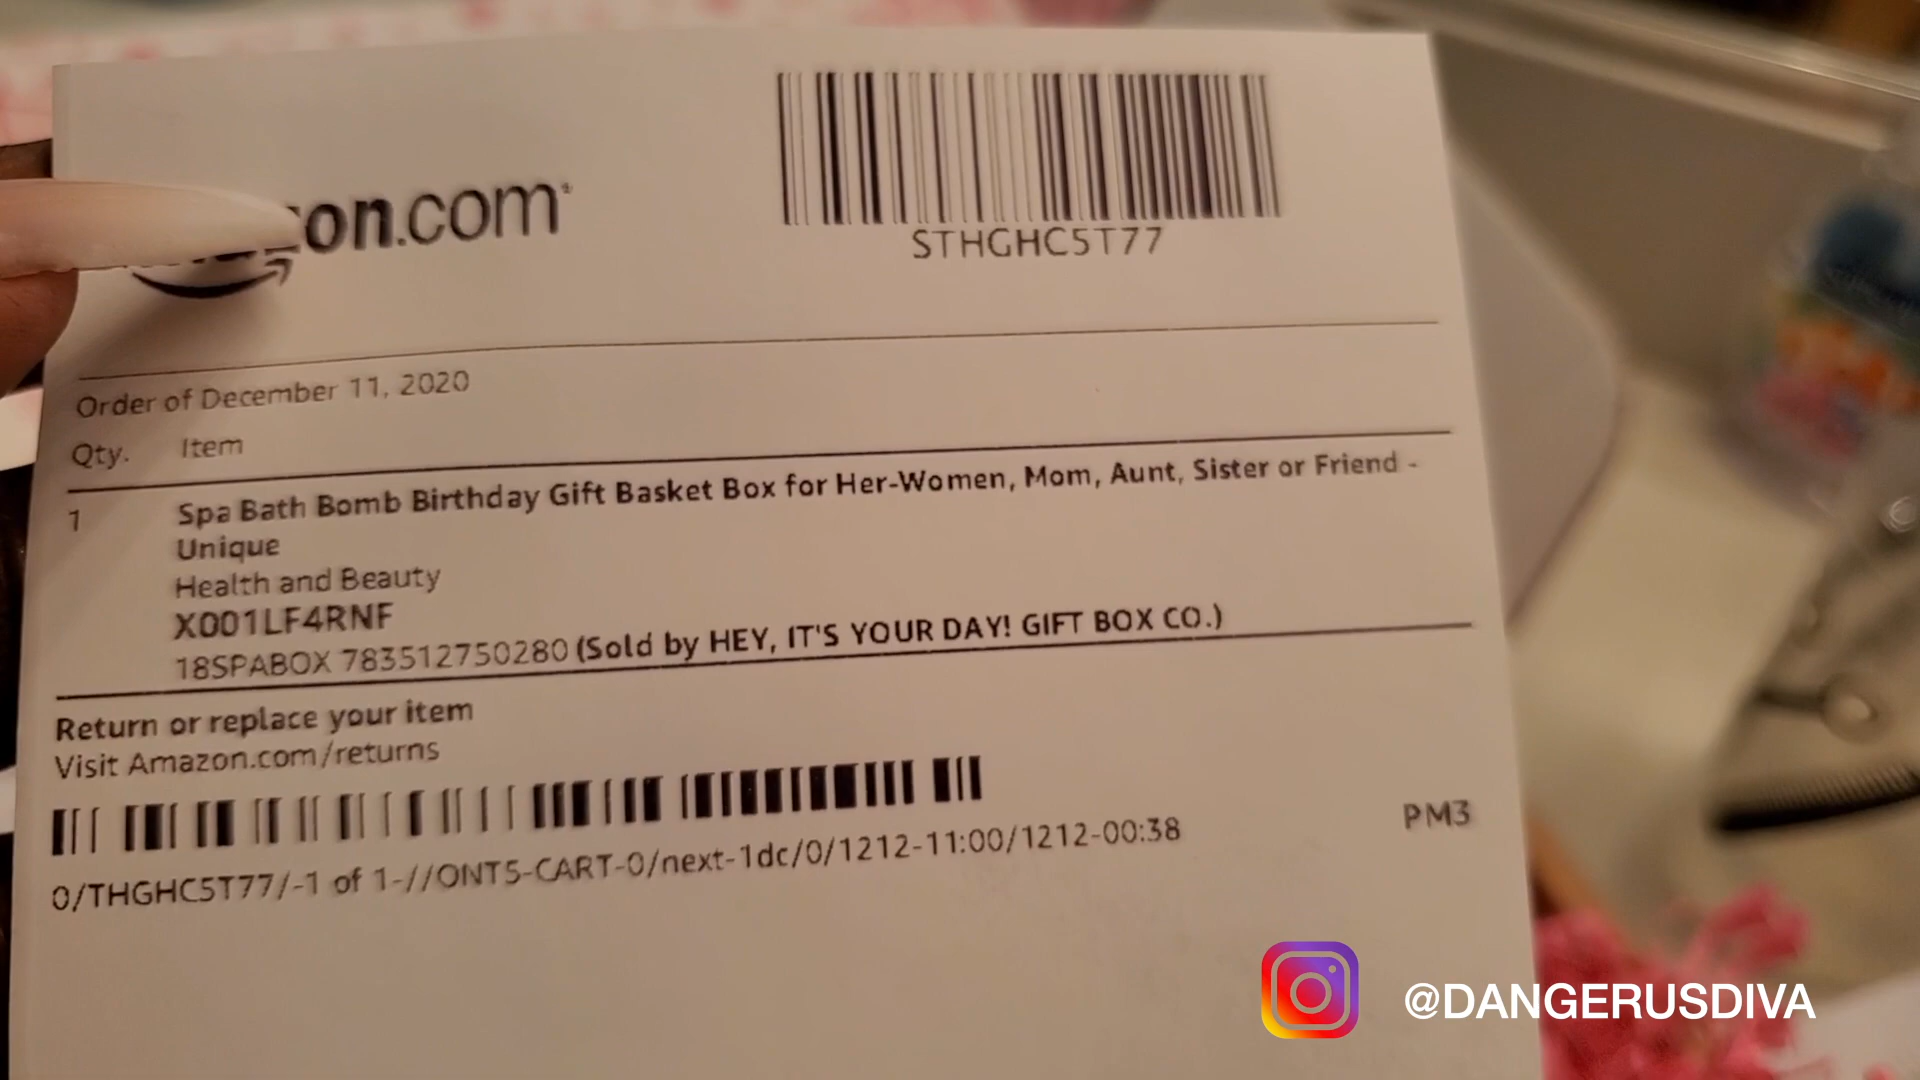 zon.com
STHGHC5T77
Order of December 11, 2020
Qty. Item
1 Spa Bath Bomb Birthday Gift Basket Box for Her-Women, Mom, Aunt, Sister or Friend -
Unique
Health and Beauty
X001LF4RNF
18SPABOX 783512750280 (Sold by HEY, IT'S YOUR DAY! GIFT BOX CO.)
Return or replace your item
Visit Amazon.com/returns
0/THGHC5T77/-1 of 1-//ONT5-CART-0/next-1dc/0/1212-11:00/1212-00:38
PM3
@DANGERUSDIVA